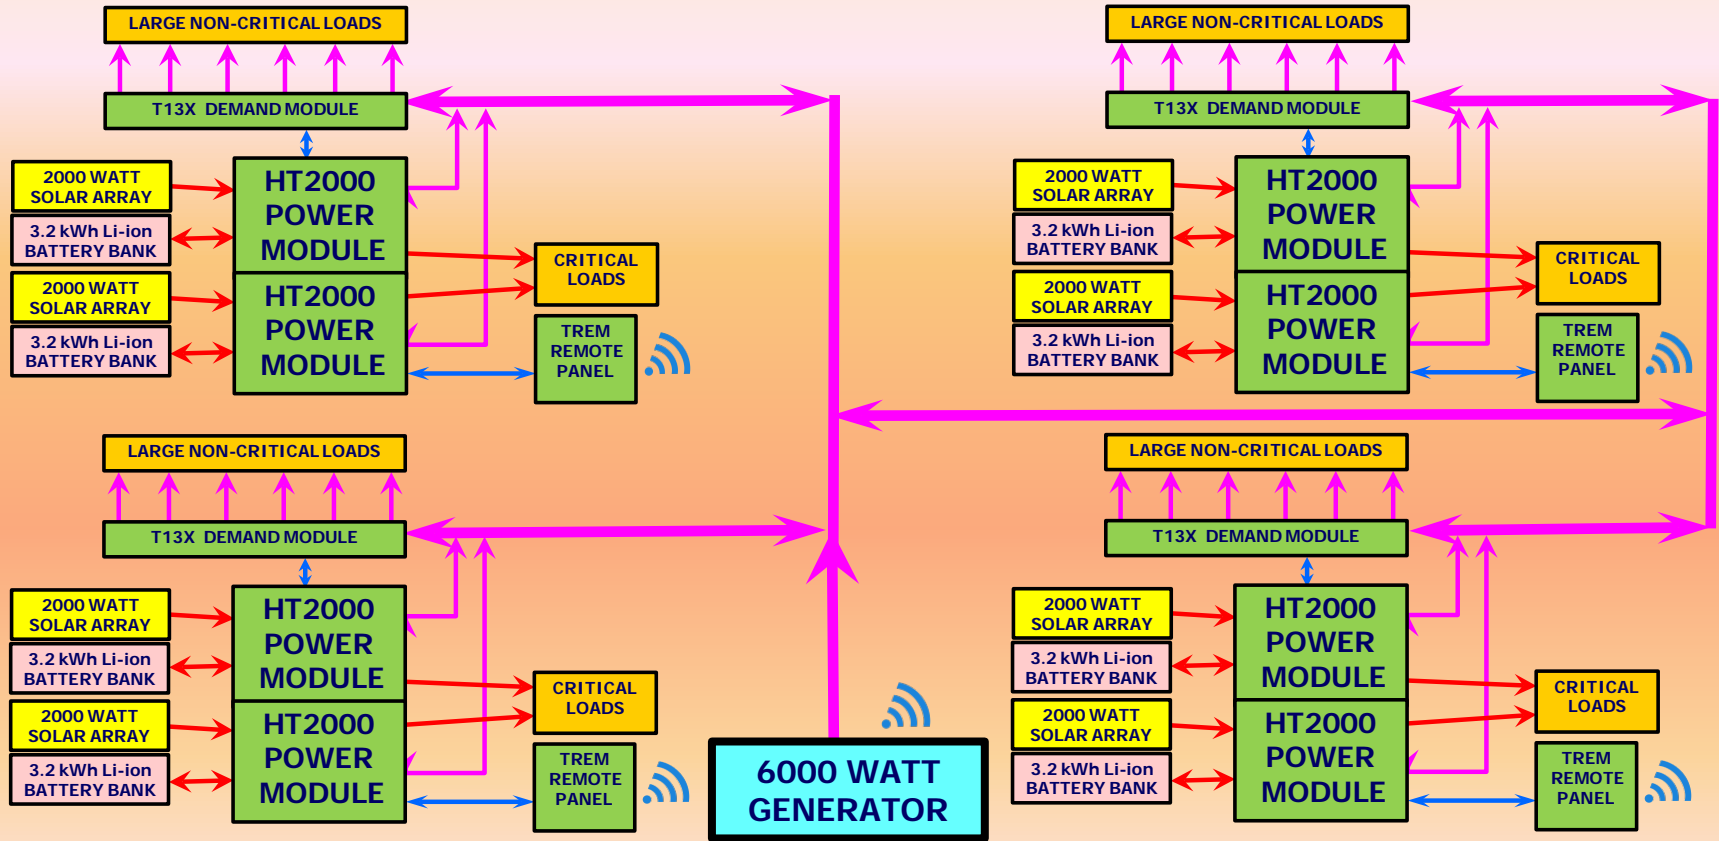 LARGE NON-CRITICAL LOADS
T13X DEMAND MODULE
2000 WATT
SOLAR ARRAY
3.2 kWh Li-ion
BATTERY BANK
2000 WATT
SOLAR ARRAY
3.2 kWh Li-ion
BATTERY BANK
HT2000
POWER
MODULE
HT2000
POWER
MODULE
CRITICAL
LOADS
TREM
REMOTE
PANEL
LARGE NON-CRITICAL LOADS
T13X DEMAND MODULE
2000 WATT
SOLAR ARRAY
3.2 kWh Li-ion
BATTERY BANK
2000 WATT
SOLAR ARRAY
3.2 kWh Li-ion
BATTERY BANK
HT2000
POWER
MODULE
HT2000
POWER
MODULE
CRITICAL
LOADS
TREM
REMOTE
PANEL
LARGE NON-CRITICAL LOADS
T13X DEMAND MODULE
2000 WATT
SOLAR ARRAY
3.2 kWh Li-ion
BATTERY BANK
2000 WATT
SOLAR ARRAY
3.2 kWh Li-ion
BATTERY BANK
HT2000
POWER
MODULE
HT2000
POWER
MODULE
CRITICAL
LOADS
TREM
REMOTE
PANEL
6000 WATT
GENERATOR
LARGE NON-CRITICAL LOADS
T13X DEMAND MODULE
2000 WATT
SOLAR ARRAY
3.2 kWh Li-ion
BATTERY BANK
2000 WATT
SOLAR ARRAY
3.2 kWh Li-ion
BATTERY BANK
HT2000
POWER
MODULE
HT2000
POWER
MODULE
CRITICAL
LOADS
TREM
REMOTE
PANEL